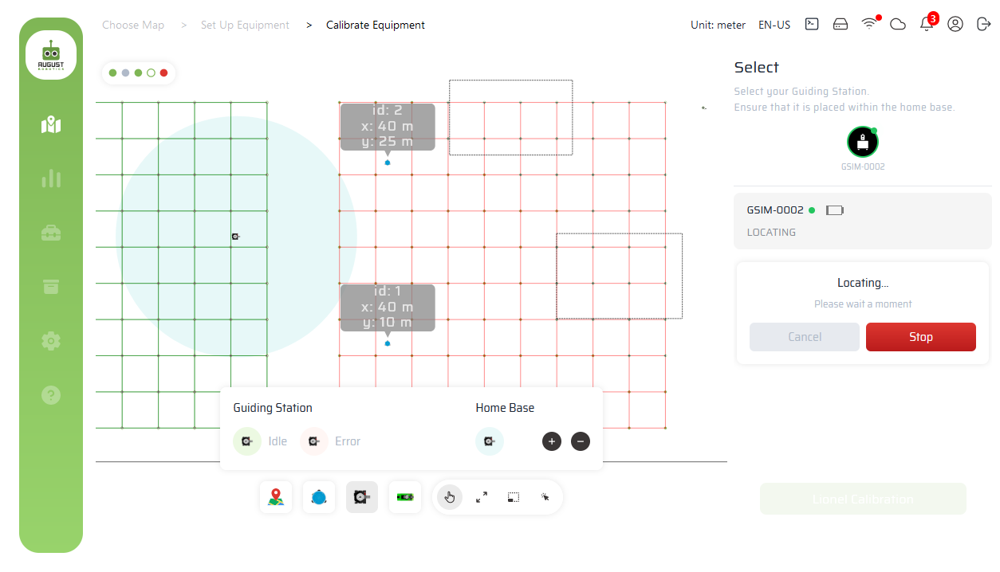 Choose Map > Set Up Equipment > Calibrate Equipment
Unit: meter EN-US
3
AUGUST
ROBOTICS
Select
Select your Guiding Station.
Ensure that it is placed within the home base.
GSIM-0002
GSIM-0002
LOCATING
Locating...
Please wait a moment
Cancel Stop
id: 2
x: 40 m
y: 25 m
id: 1
x: 40 m
y: 10 m
Guiding Station Home Base
Idle Error
Lionel Calibration